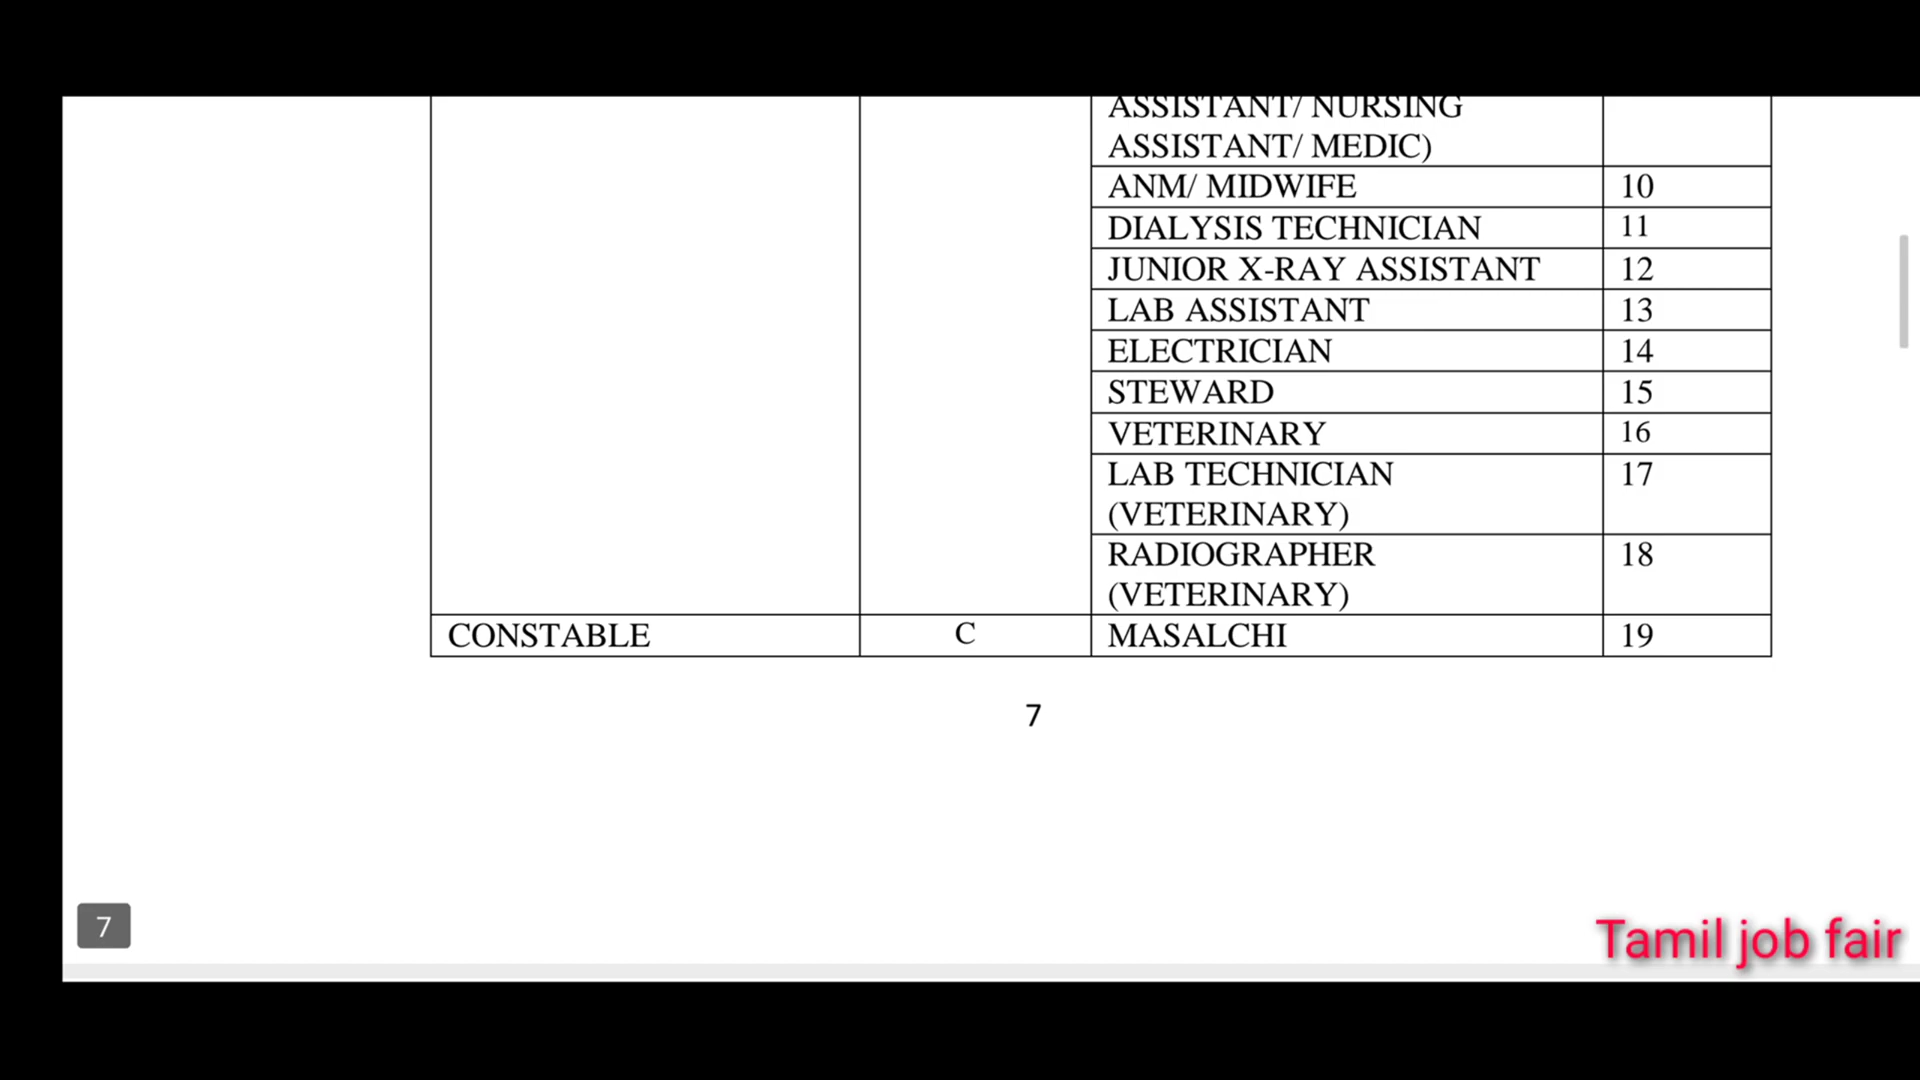 ASSISTANT/ NURSING
ASSISTANT/ MEDIC)
ANM/ MIDWIFE 10
DIALYSIS TECHNICIAN 11
JUNIOR X-RAY ASSISTANT 12
LAB ASSISTANT 13
ELECTRICIAN 14
STEWARD 15
VETERINARY 16
LAB TECHNICIAN 17
(VETERINARY)
RADIOGRAPHER 18
(VETERINARY)
CONSTABLE C MASALCHI 19
7
7
Tamil job fair